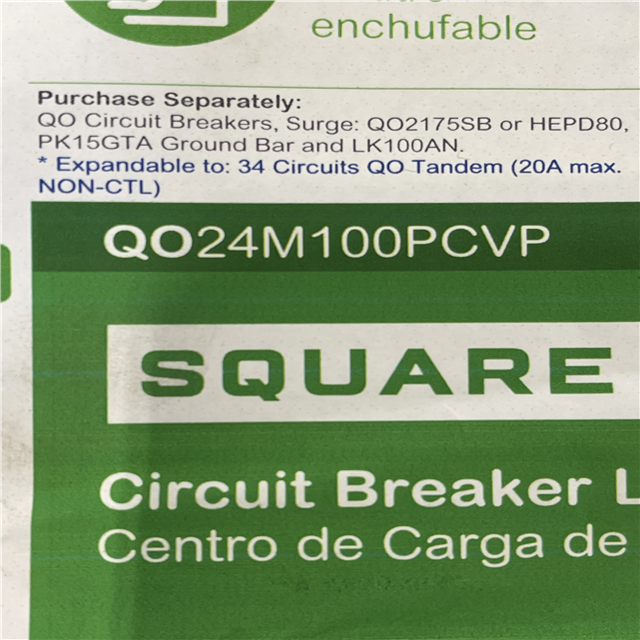 enchufable
Purchase Separately:
QO Circuit Breakers, Surge: QO2175SB or HEPD80,
PK15GTA Ground Bar and LK100AN.
* Expandable to: 34 Circuits QO Tandem (20A max.
NON-CTL)
QO24M100PCVP
SQUARE
Circuit Breaker L
Centro de Carga de